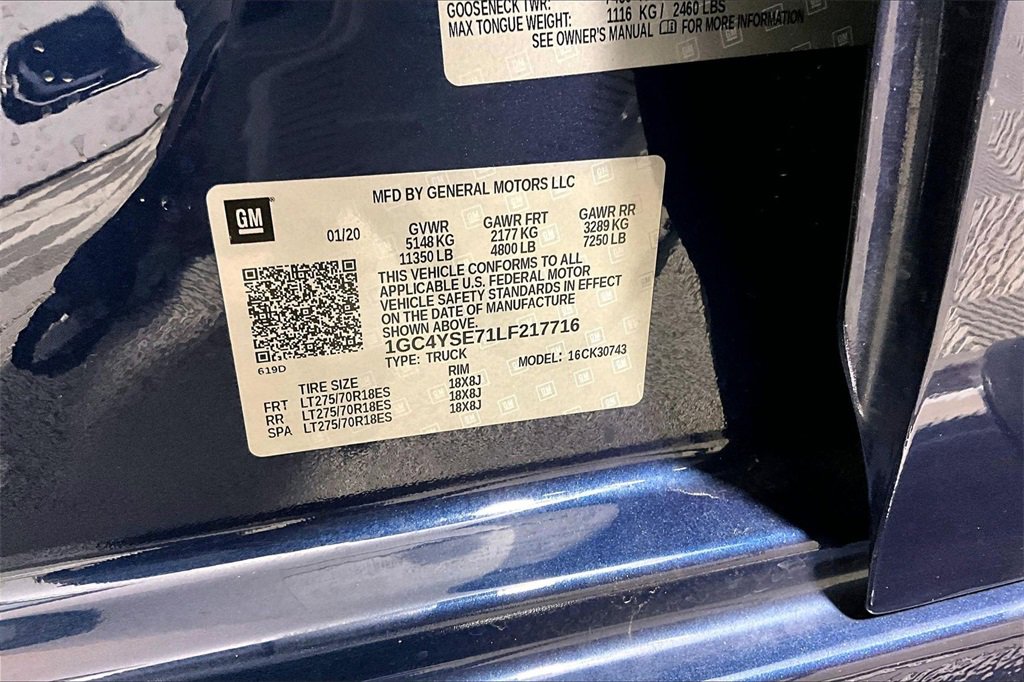 GOOSENECK TWR:
MAX TONGUE WEIGHT: 1116 KG / 2460 LBS
SEE OWNER'S MANUAL FOR MORE INFORMATION
GM
MFD BY GENERAL MOTORS LLC
01/20 GVWR GAWR FRT GAWR RR
5148 KG 2177 KG 3289 KG
11350 LB 4800 LB 7250 LB
THIS VEHICLE CONFORMS TO ALL
APPLICABLE U.S. FEDERAL MOTOR
VEHICLE SAFETY STANDARDS IN EFFECT
ON THE DATE OF MANUFACTURE
SHOWN ABOVE.
1GC4YSE71LF217716
TYPE: TRUCK MODEL: 16CK30743
619D
TIRE SIZE RIM
FRT LT275/70R18ES 18X8J
RR LT275/70R18ES 18X8J
SPA LT275/70R18ES 18X8J